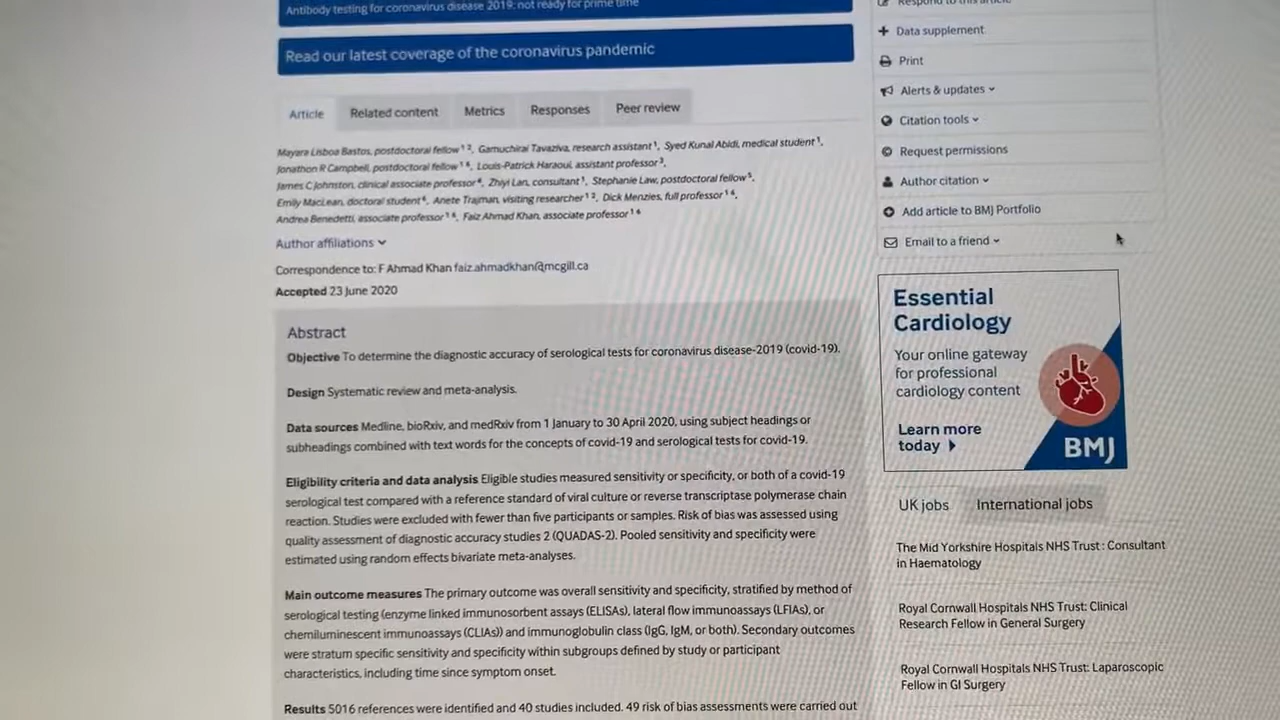 Antibody testing for coronavirus disease 2019: not ready for prime time
Read our latest coverage of the coronavirus pandemic
Article Related content Metrics Responses Peer review
Mayara Lisboa Bastos, postdoctoral fellow 1 2, Gamuchirai Tavaziva, research assistant 1, Syed Kunal Abidi, medical student 1,
Jonathon R Campbell, postdoctoral fellow 1 6, Louis-Patrick Haraoui, assistant professor 3,
James C Johnston, clinical associate professor 4, Zhiyi Lan, consultant 1, Stephanie Law, postdoctoral fellow 5,
Emily MacLean, doctoral student 6, Anete Trajman, visiting researcher 1 2, Dick Menzies, full professor 1 6,
Andrea Benedetti, associate professor 1 6, Faiz Ahmad Khan, associate professor 1 6
Author affiliations
Correspondence to: F Ahmad Khan faiz.ahmadkhan@mcgill.ca
Accepted 23 June 2020
Abstract
Objective To determine the diagnostic accuracy of serological tests for coronavirus disease-2019 (covid-19).
Design Systematic review and meta-analysis.
Data sources Medline, bioRxiv, and medRxiv from 1 January to 30 April 2020, using subject headings or
subheadings combined with text words for the concepts of covid-19 and serological tests for covid-19.
Eligibility criteria and data analysis Eligible studies measured sensitivity or specificity, or both of a covid-19
serological test compared with a reference standard of viral culture or reverse transcriptase polymerase chain
reaction. Studies were excluded with fewer than five participants or samples. Risk of bias was assessed using
quality assessment of diagnostic accuracy studies 2 (QUADAS-2). Pooled sensitivity and specificity were
estimated using random effects bivariate meta-analyses.
Main outcome measures The primary outcome was overall sensitivity and specificity, stratified by method of
serological testing (enzyme linked immunosorbent assays (ELISAs), lateral flow immunoassays (LFIAs), or
chemiluminescent immunoassays (CLIAs)) and immunoglobulin class (IgG, IgM, or both). Secondary outcomes
were stratum specific sensitivity and specificity within subgroups defined by study or participant
characteristics, including time since symptom onset.
Results 5016 references were identified and 40 studies included. 49 risk of bias assessments were carried out
Respond to this article
Data supplement
Print
Alerts & updates
Citation tools
Request permissions
Author citation
Add article to BMJ Portfolio
Email to a friend
Essential
Cardiology
Your online gateway
for professional
cardiology content
Learn more
today
BMJ
UK jobs International jobs
The Mid Yorkshire Hospitals NHS Trust: Consultant
in Haematology
Royal Cornwall Hospitals NHS Trust: Clinical
Research Fellow in General Surgery
Royal Cornwall Hospitals NHS Trust: Laparoscopic
Fellow in GI Surgery